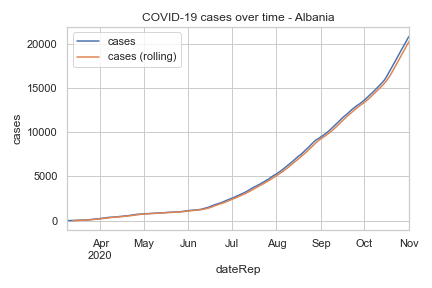 COVID-19 cases over time - Albania
cases
cases (rolling)
20000
15000
10000
5000
0
cases
Apr
2020
May
Jun
Jul
Aug
Sep
Oct
Nov
dateRep